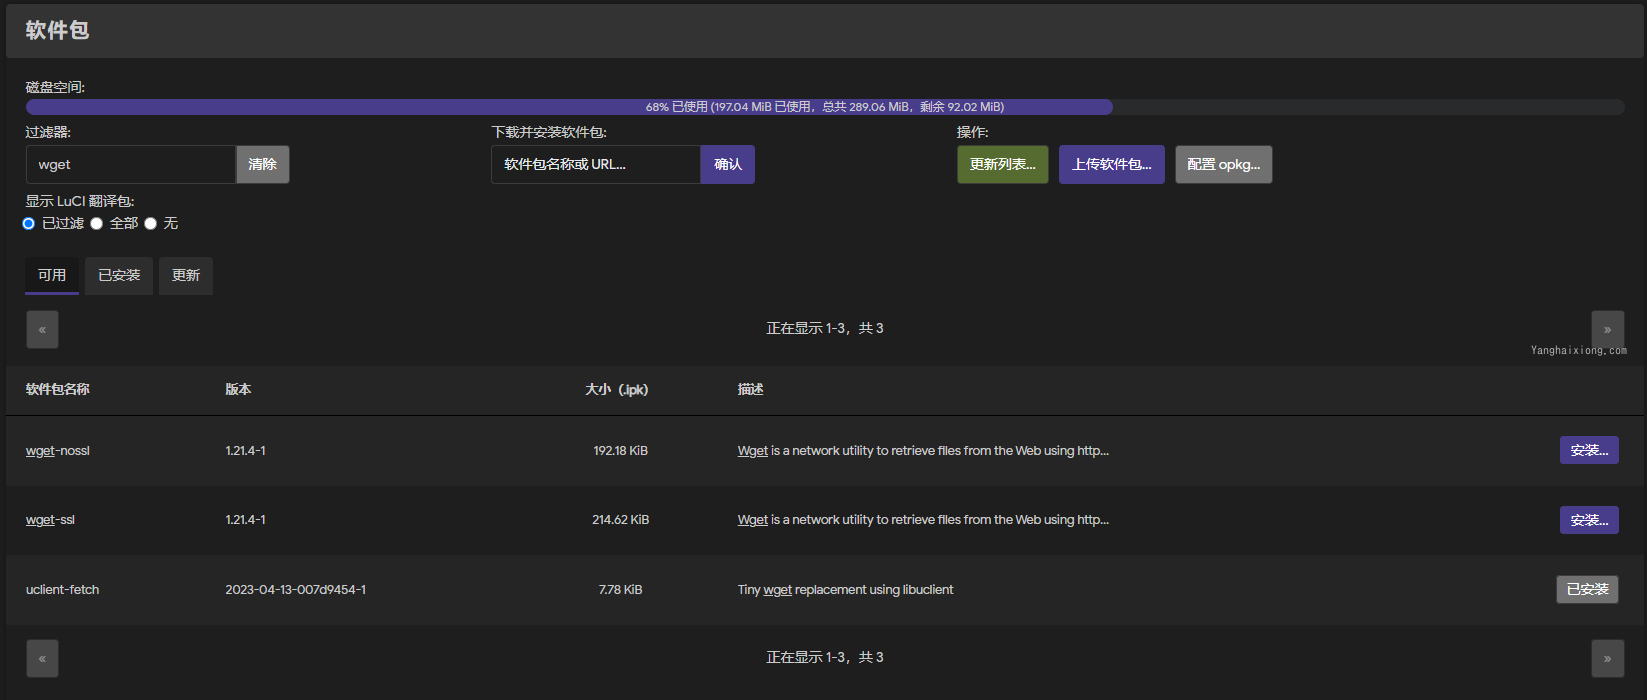 软件包
磁盘空间:
68% 已使用 (197.04 MiB 已使用，总共 289.06 MiB，剩余 92.02 MiB)
过滤器: 下载并安装软件包: 操作:
wget 清除 软件包名称或 URL... 确认 更新列表... 上传软件包... 配置 opkg...
显示 LuCI 翻译包:
已过滤 全部 无
可用 已安装 更新
« 正在显示 1-3，共 3 »
Yanghaixiong.com
软件包名称 版本 大小（.ipk) 描述
wget-nossl 1.21.4-1 192.18 KiB Wget is a network utility to retrieve files from the Web using http... 安装...
wget-ssl 1.21.4-1 214.62 KiB Wget is a network utility to retrieve files from the Web using http... 安装...
uclient-fetch 2023-04-13-007d9454-1 7.78 KiB Tiny wget replacement using libuclient 已安装
« 正在显示 1-3，共 3 »